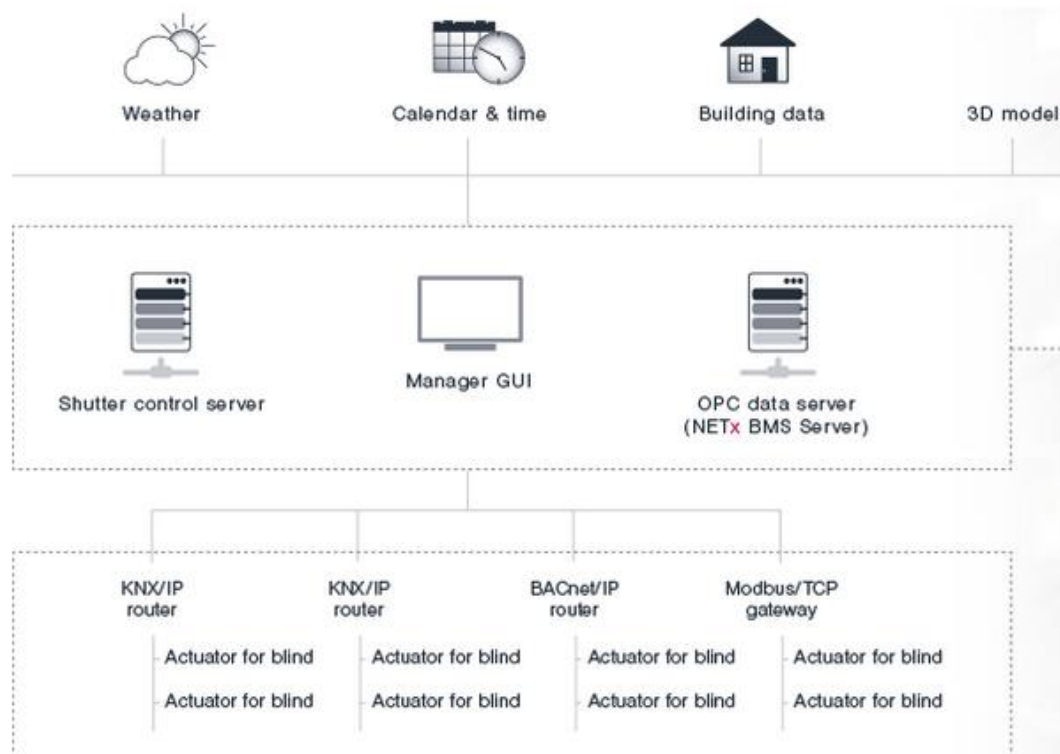 Weather
Calendar & time
Building data
3D model
Shutter control server
Manager GUI
OPC data server
(NETx BMS Server)
KNX/IP
router
KNX/IP
router
BACnet/IP
router
Modbus/TCP
gateway
Actuator for blind
Actuator for blind
Actuator for blind
Actuator for blind
Actuator for blind
Actuator for blind
Actuator for blind
Actuator for blind